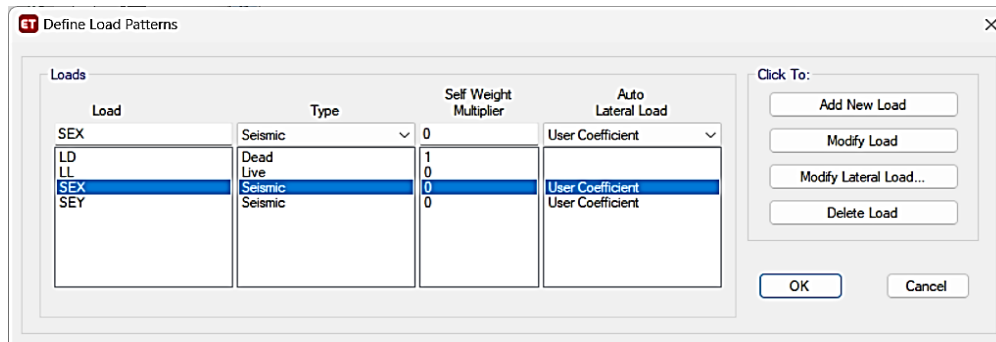 ET Define Load Patterns
Loads
Load Type Self Weight Multiplier Auto Lateral Load
SEX Seismic 0 User Coefficient
LD Dead 1
LL Live 0
SEX Seismic 0 User Coefficient
SEY Seismic 0 User Coefficient
Click To:
Add New Load
Modify Load
Modify Lateral Load...
Delete Load
OK Cancel